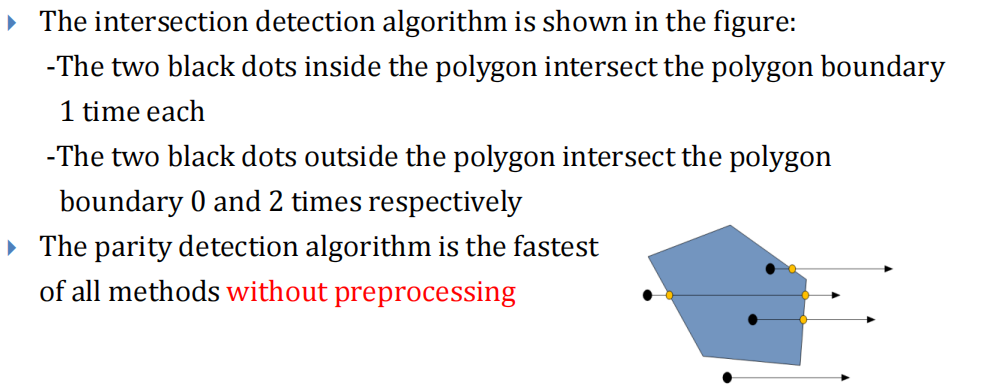 The intersection detection algorithm is shown in the figure:
-The two black dots inside the polygon intersect the polygon boundary
1 time each
-The two black dots outside the polygon intersect the polygon
boundary 0 and 2 times respectively
The parity detection algorithm is the fastest
of all methods without preprocessing